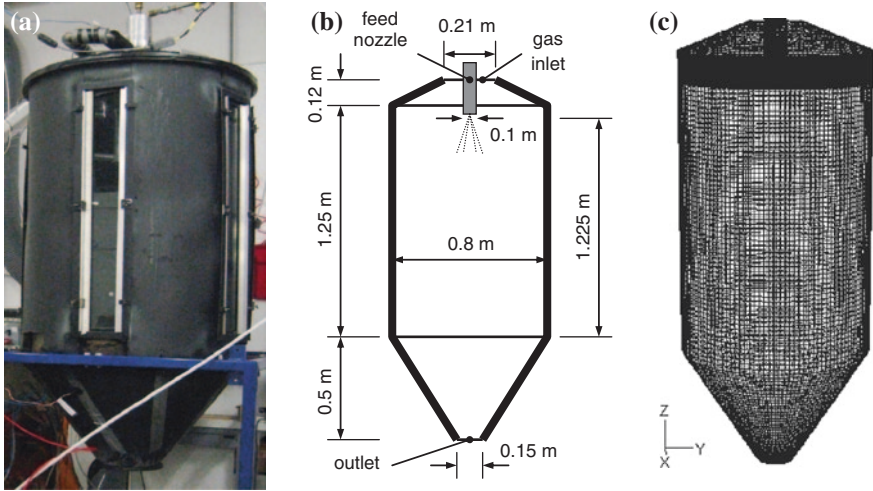 (a)
(b)
(c)
feed
nozzle
0.21 m
gas
inlet
0.12 m
0.1 m
1.25 m
1.225 m
0.8 m
0.5 m
0.15 m
outlet
Z
Y
X